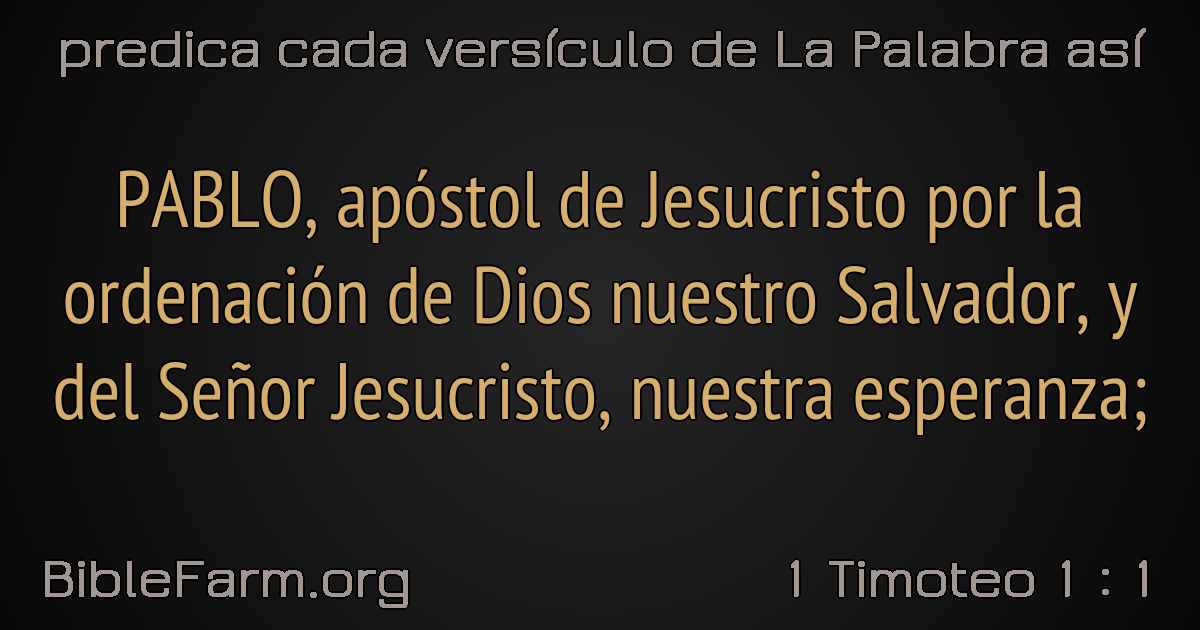 predica cada versículo de La Palabra así
PABLO, apóstol de Jesucristo por la
ordenación de Dios nuestro Salvador, y
del Señor Jesucristo, nuestra esperanza;
BibleFarm.org
1 Timoteo 1 : 1